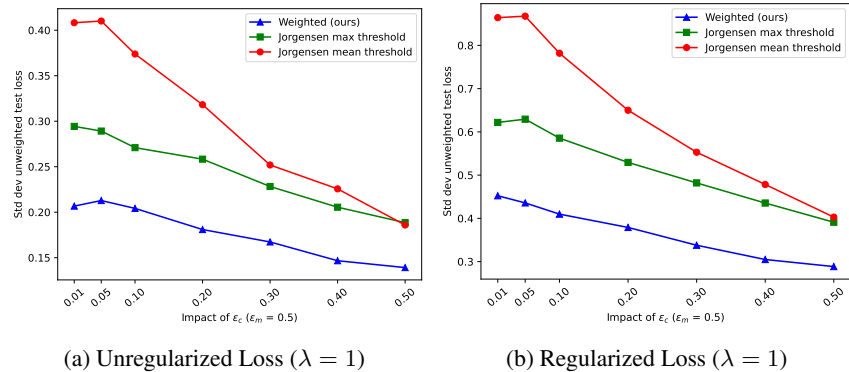 Std dev unweighted test loss
0.40
0.35
0.30
0.25
0.20
0.15
Weighted (ours)
Jorgensen max threshold
Jorgensen mean threshold
0.01 0.05 0.10 0.20 0.30 0.40 0.50
Impact of ε_c (ε_m = 0.5)
(a) Unregularized Loss (λ = 1)
Std dev unweighted test loss
0.8
0.7
0.6
0.5
0.4
0.3
Weighted (ours)
Jorgensen max threshold
Jorgensen mean threshold
0.01 0.05 0.10 0.20 0.30 0.40 0.50
Impact of ε_c (ε_m = 0.5)
(b) Regularized Loss (λ = 1)